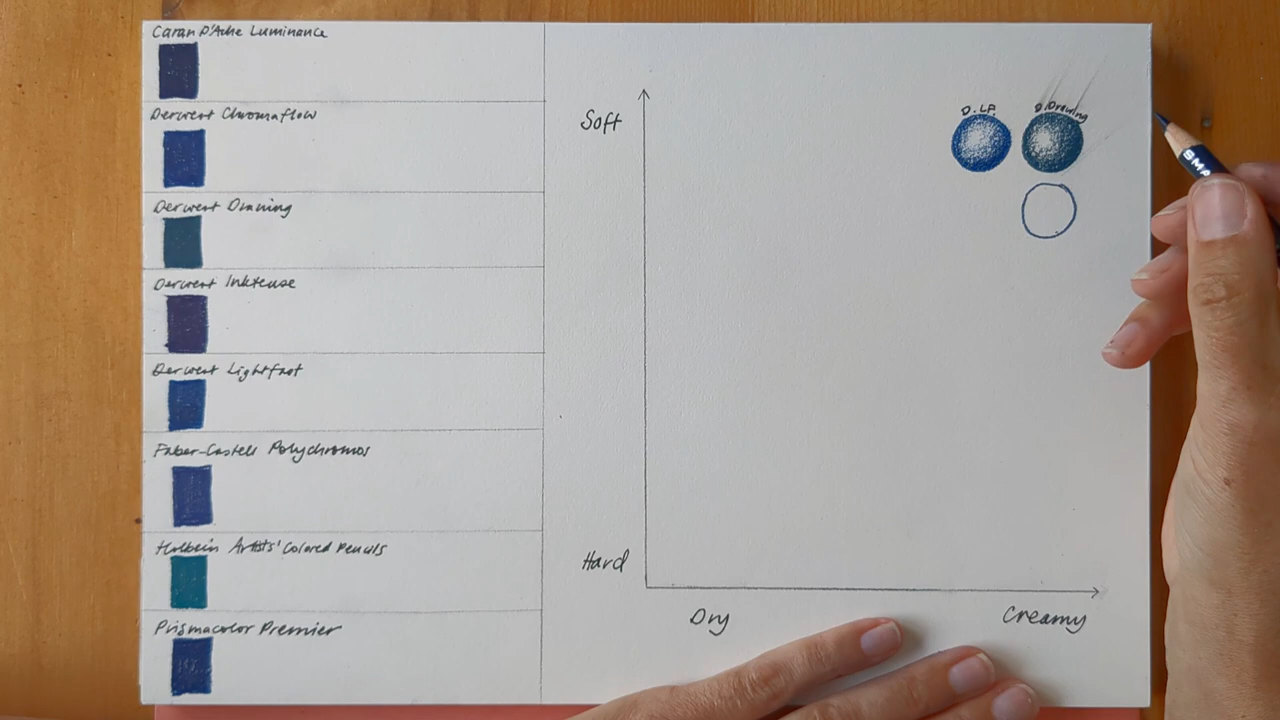 Caran D'Ache Luminance
Derwent Chromaflow
Derwent Drawing
Derwent Inktense
Derwent Lightfast
Faber-Castell Polychromos
Holbein Artists' Colored Pencils
Prismacolor Premier
Soft
Hard
Dry
Creamy
D. LF.
D. Drawing